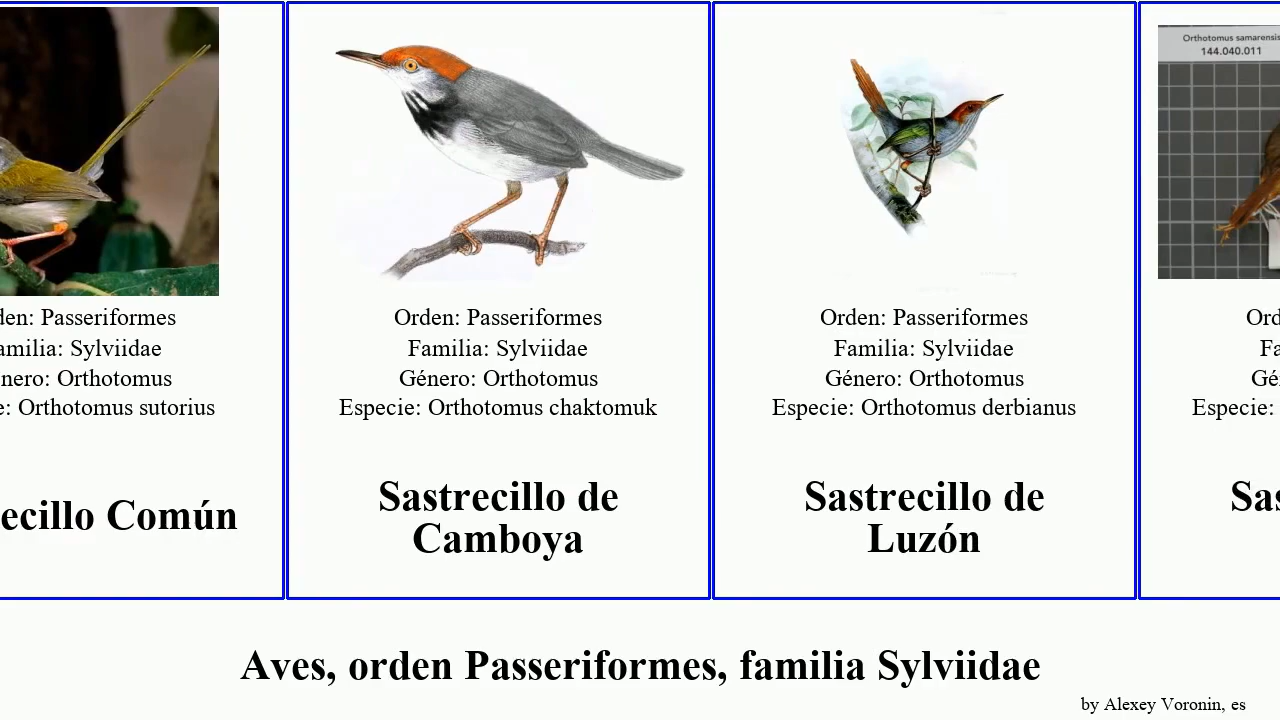 Orthotomus samarensis
144.040.011
den: Passeriformes
amilia: Sylviidae
nero: Orthotomus
e: Orthotomus sutorius
ecillo Común
Orden: Passeriformes
Familia: Sylviidae
Género: Orthotomus
Especie: Orthotomus chaktomuk
Sastrecillo de
Camboya
Orden: Passeriformes
Familia: Sylviidae
Género: Orthotomus
Especie: Orthotomus derbianus
Sastrecillo de
Luzón
Ord
Fa
Gé
Especie:
Sas
Aves, orden Passeriformes, familia Sylviidae
by Alexey Voronin, es